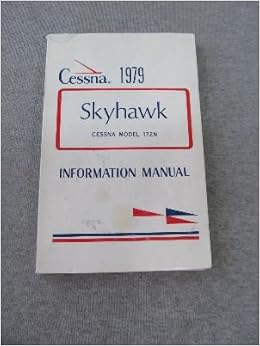 Cessna. 1979
Skyhawk
CESSNA MODEL 172N
INFORMATION MANUAL